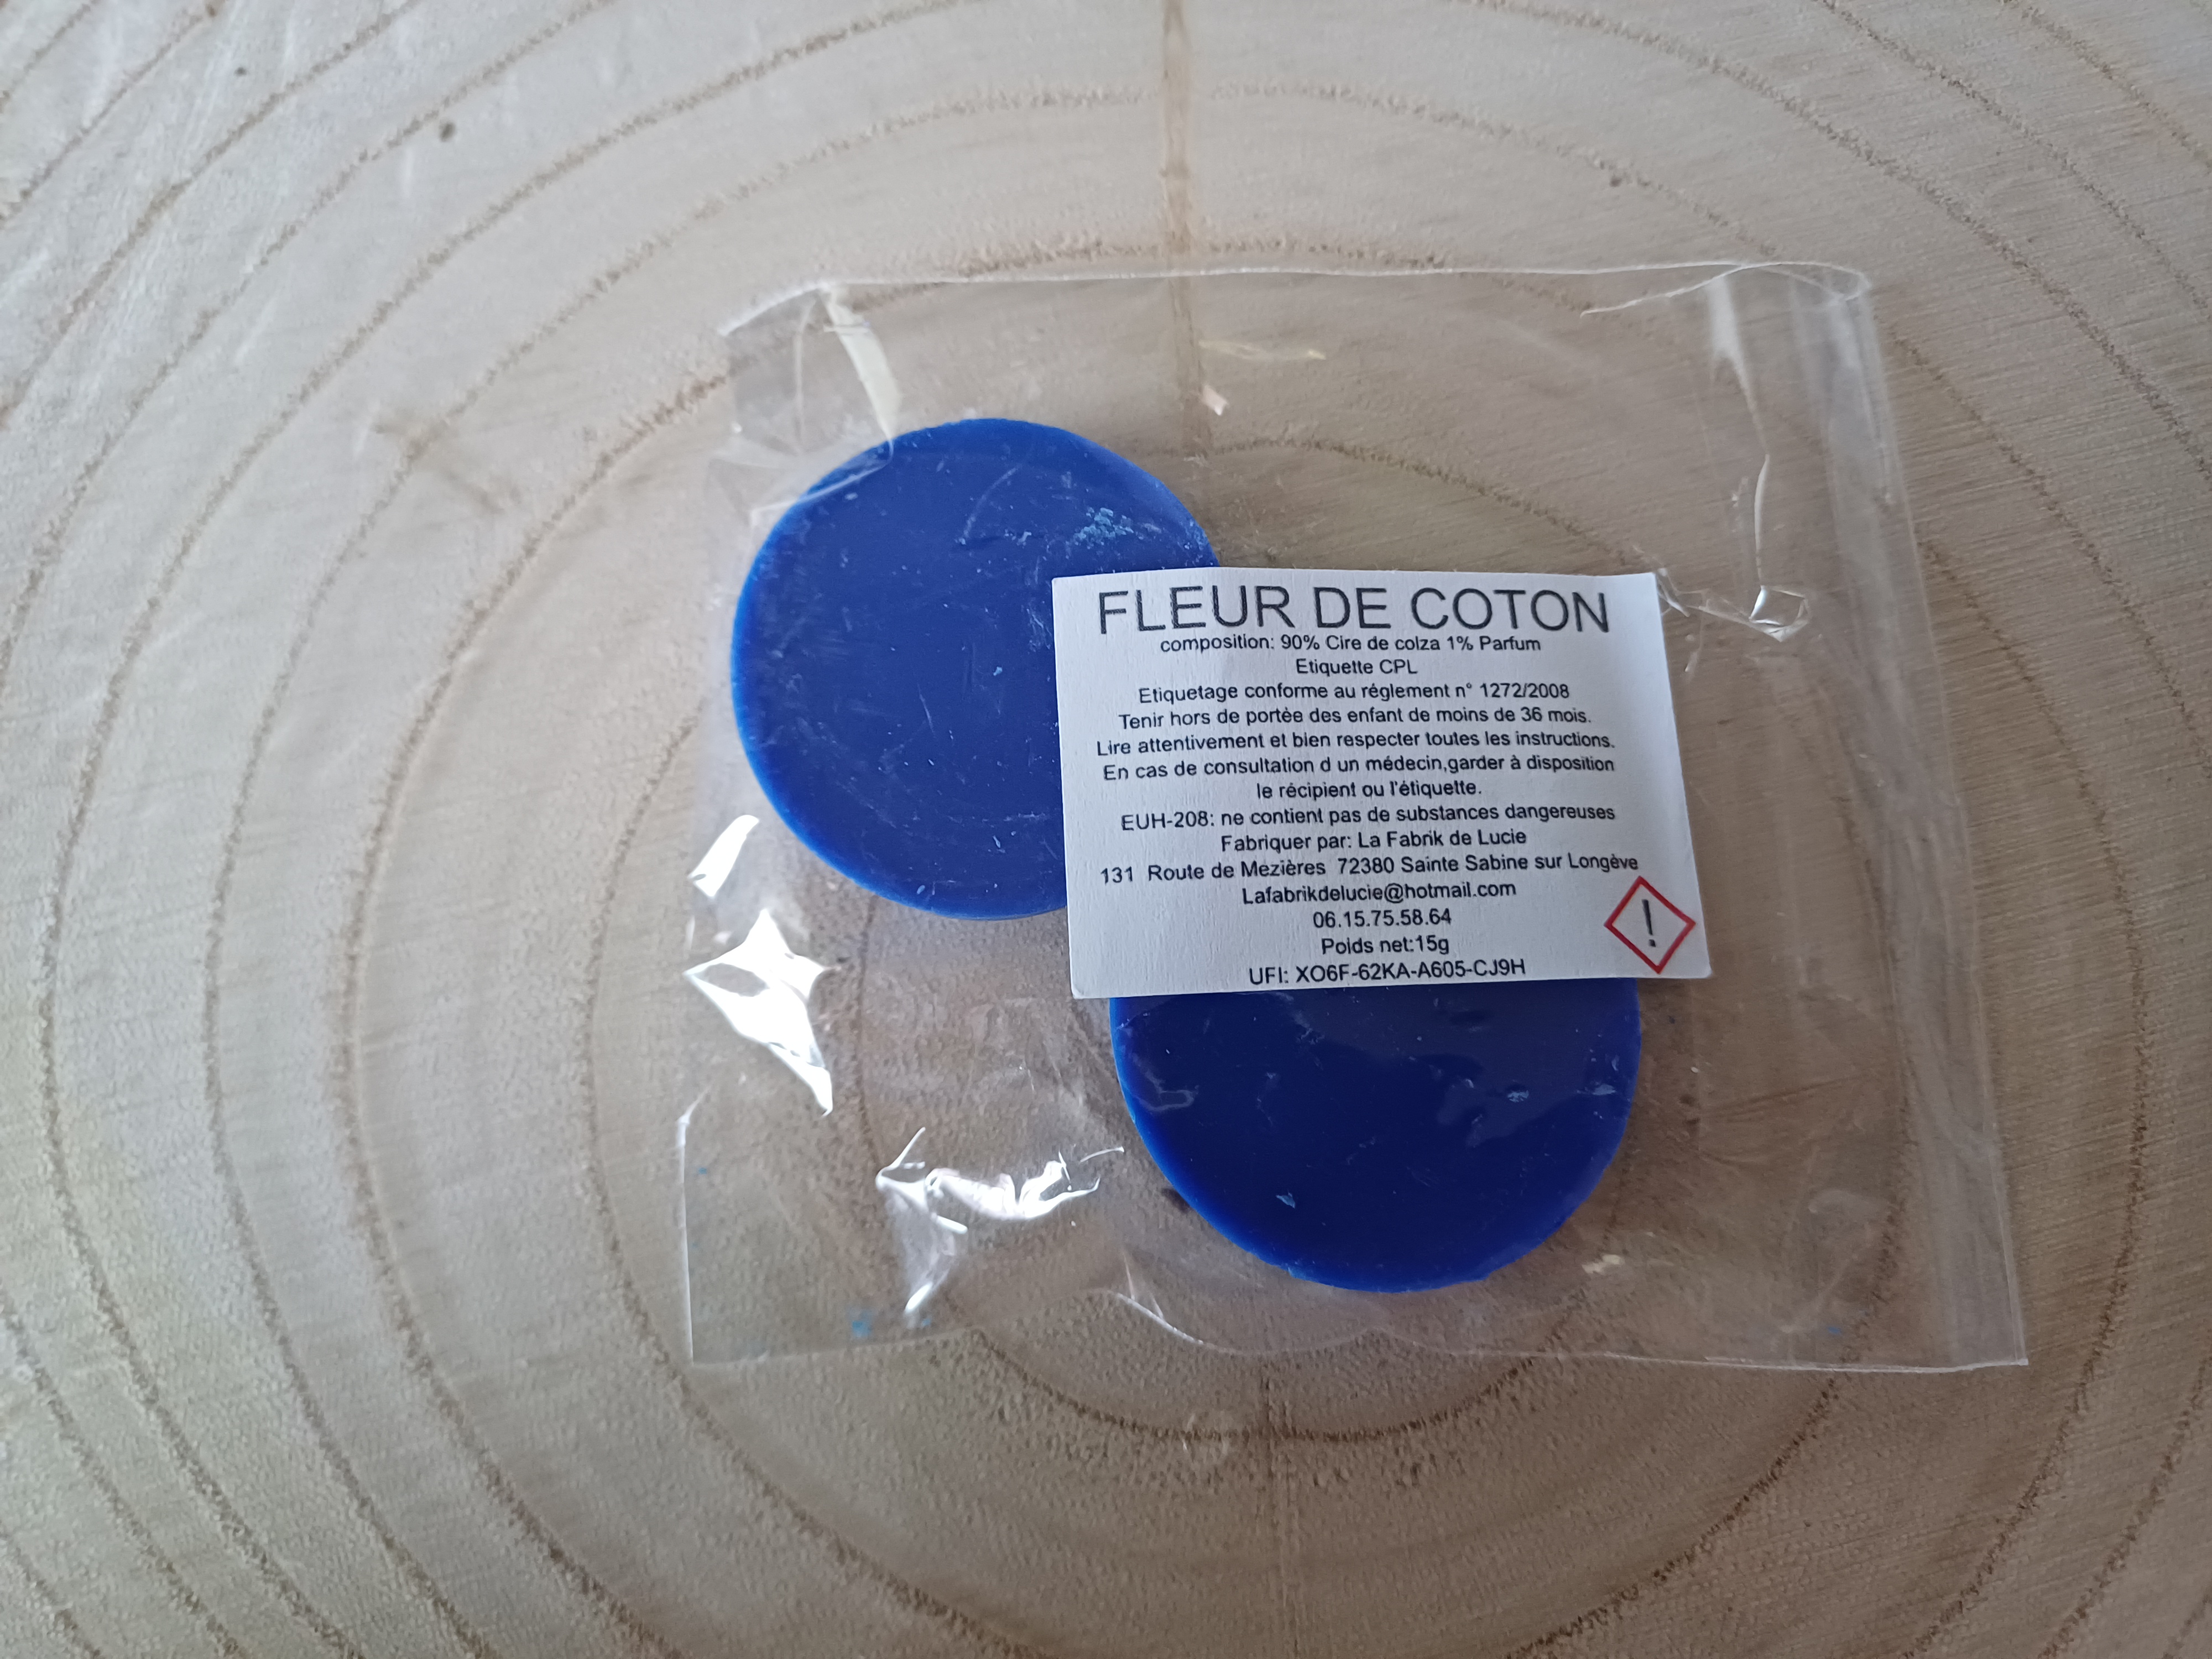 FLEUR DE COTON
composition: 90% Cire de colza 1% Parfum
Etiquette CPL
Etiquetage conforme au réglement n° 1272/2008
Tenir hors de portèe des enfant de moins de 36 mois.
Lire attentivement et bien respecter toutes les instructions.
En cas de consultation d un médecin,garder à disposition
le récipient ou l'étiquette.
EUH-208: ne contient pas de substances dangereuses
Fabriquer par: La Fabrik de Lucie
131 Route de Mezières 72380 Sainte Sabine sur Longève
Lafabrikdelucie@hotmail.com
06.15.75.58.64
Poids net:15g
UFI: XO6F-62KA-A605-CJ9H
!